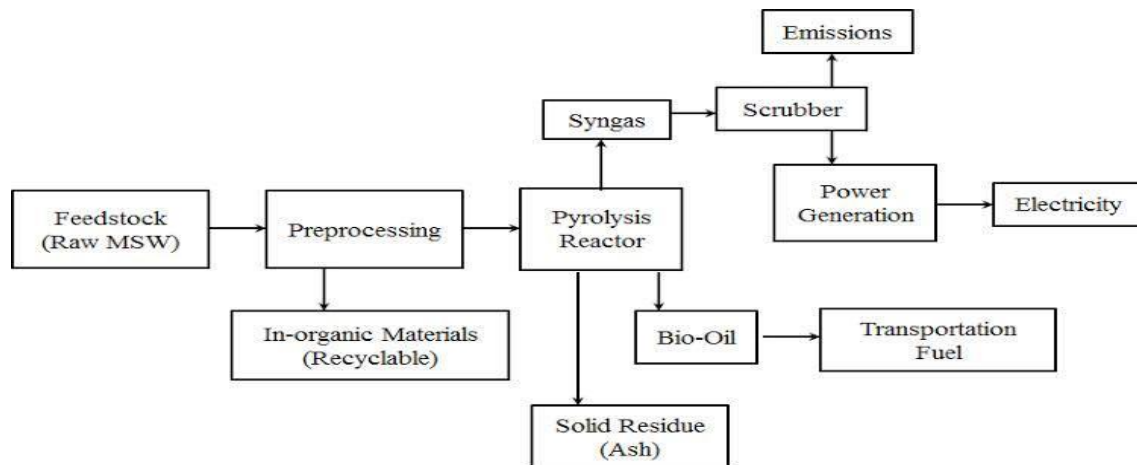 Emissions
Syngas
Scrubber
Feedstock
(Raw MSW)
Preprocessing
Pyrolysis
Reactor
Power
Generation
Electricity
In-organic Materials
(Recyclable)
Bio-Oil
Transportation
Fuel
Solid Residue
(Ash)